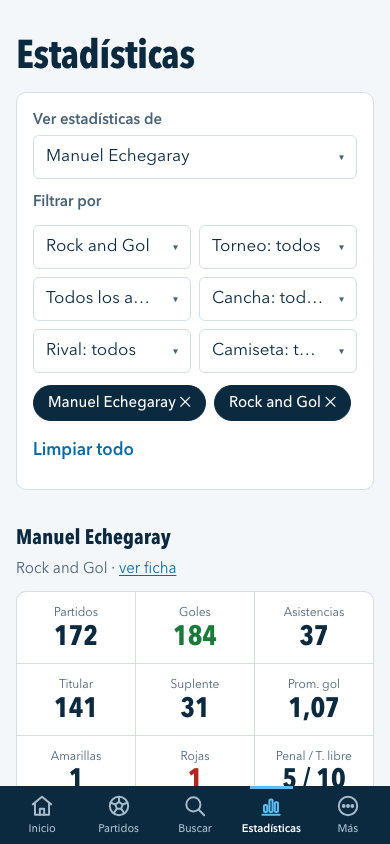 Estadísticas
Ver estadísticas de
Manuel Echegaray
Filtrar por
Rock and Gol
Torneo: todos
Todos los a...
Cancha: tod...
Rival: todos
Camiseta: t...
Manuel Echegaray ×
Rock and Gol ×
Limpiar todo
Manuel Echegaray
Rock and Gol · ver ficha
Partidos Goles Asistencias
172 184 37
Titular Suplente Prom. gol
141 31 1,07
Amarillas Rojas Penal / T. libre
1 1 5 / 10
Inicio Partidos Buscar Estadísticas Más